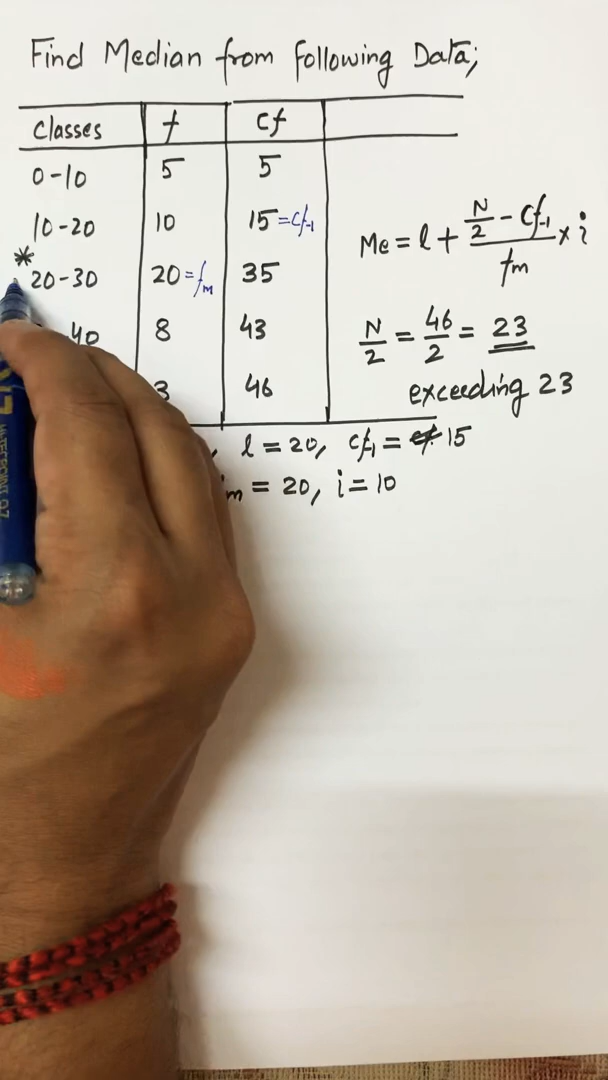 Find Median from following Data;
Classes f Cf
0-10 5 5
10-20 10 15=cf-1
*20-30 20=fm 35
40 8 43
3 46
Me = l + (N/2 - Cf-1)/fm × i
N/2 = 46/2 = 23
exceeding 23
, l = 20, cf-1 = 15
m = 20, i = 10